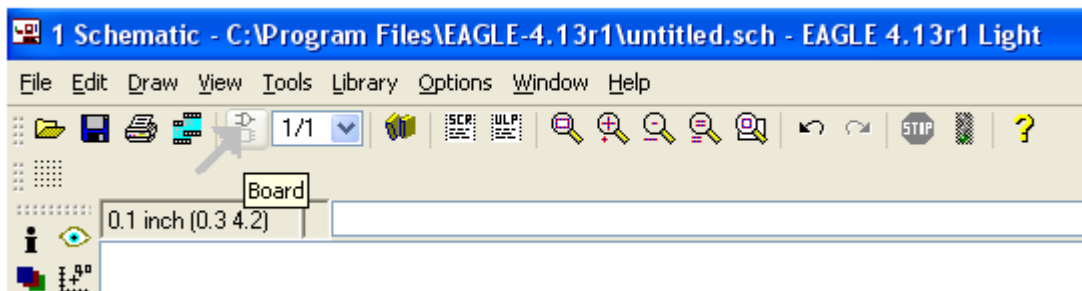 1 Schematic - C:\Program Files\EAGLE-4.13r1\untitled.sch - EAGLE 4.13r1 Light
File Edit Draw View Tools Library Options Window Help
1/1 SCR ULP STOP ?
Board
0.1 inch (0.3 4.2)